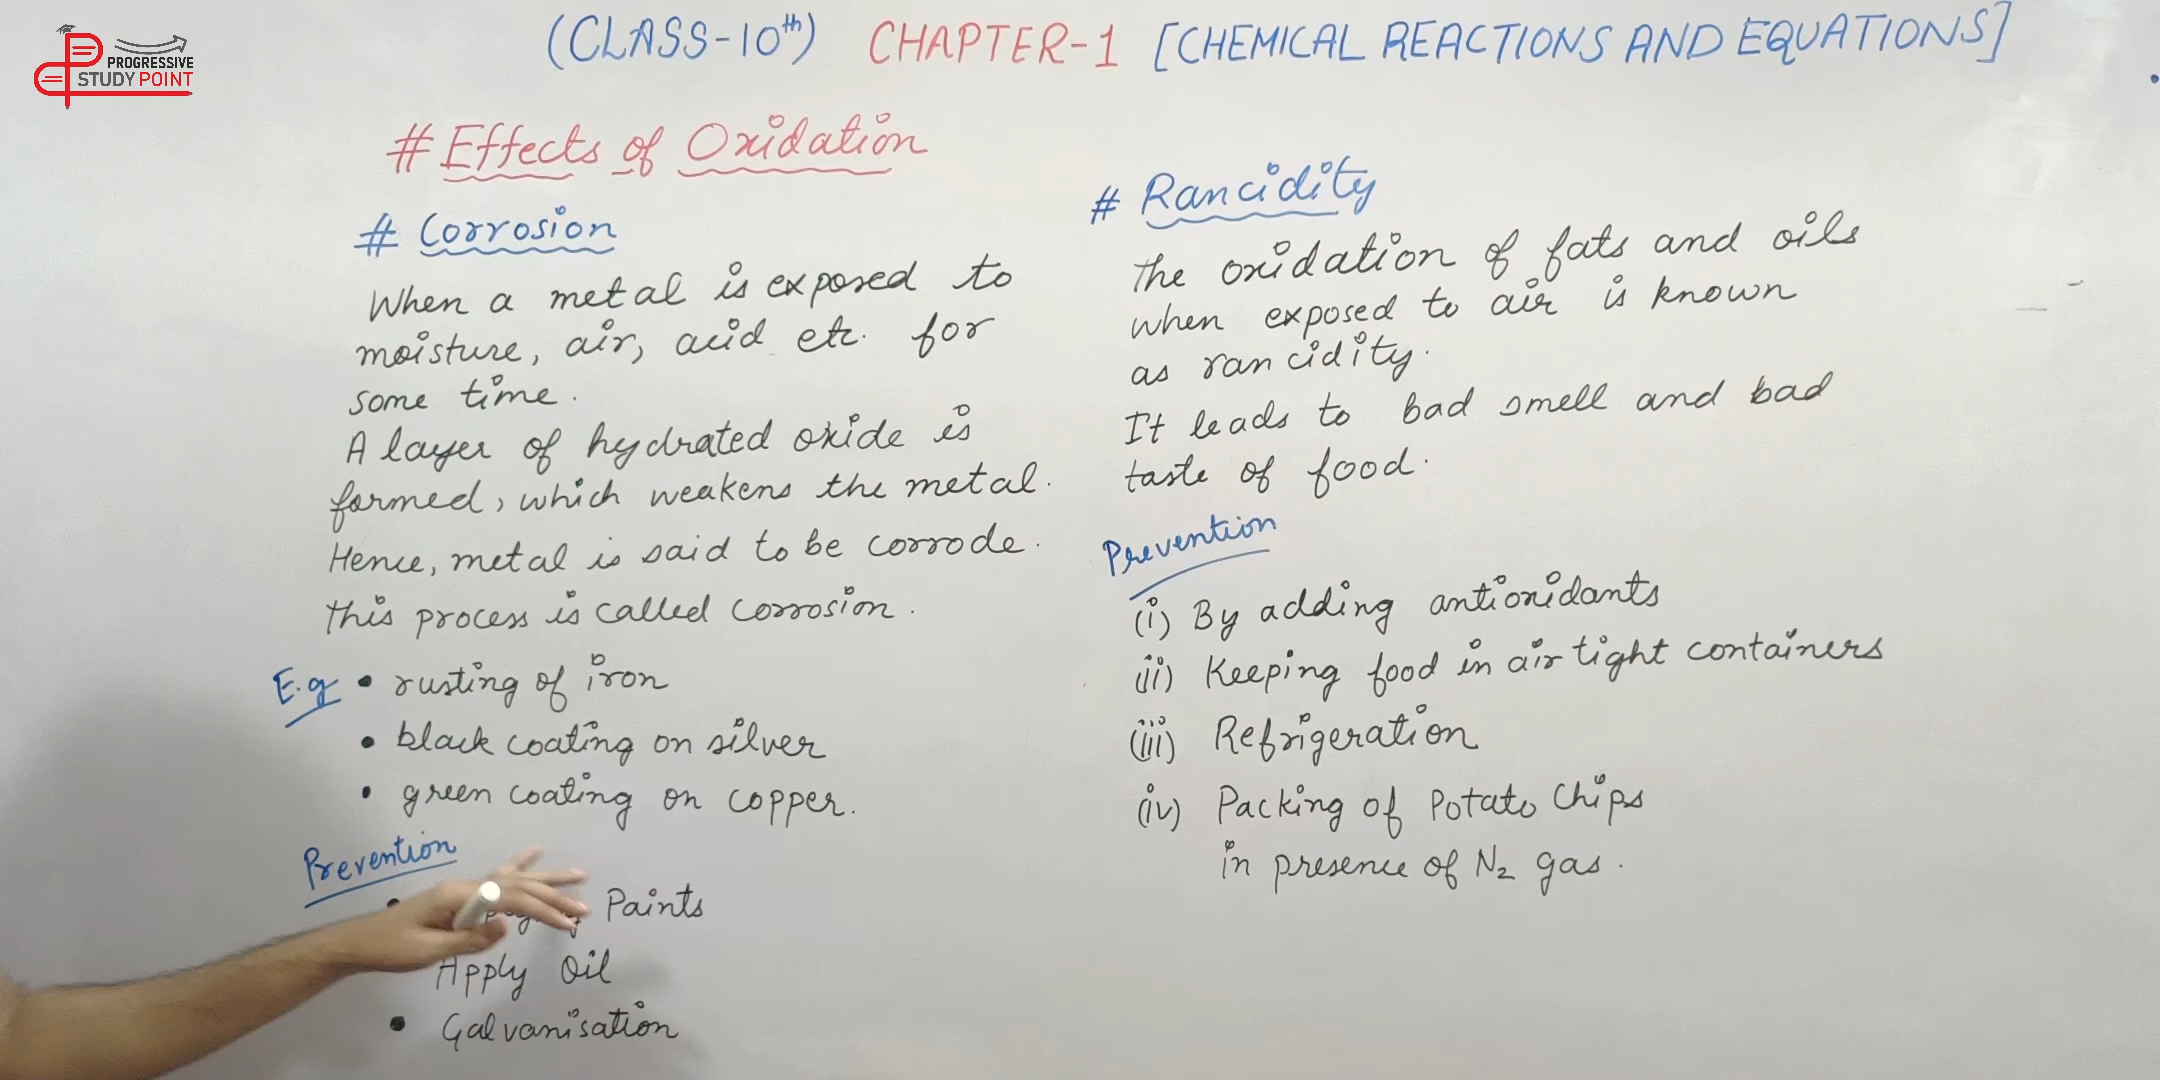 PROGRESSIVE
STUDY POINT
(CLASS-10th) CHAPTER-1 [CHEMICAL REACTIONS AND EQUATIONS]
# Effects of Oxidation
# Corrosion
When a metal is exposed to
moisture, air, acid etc. for
some time.
A layer of hydrated oxide is
formed, which weakens the metal.
Hence, metal is said to be corrode.
This process is called corrosion.
E.g • rusting of iron
• black coating on silver
• green coating on copper.
Prevention
• Paints
Apply Oil
• Galvanisation
# Rancidity
The oxidation of fats and oils
when exposed to air is known
as rancidity.
It leads to bad smell and bad
taste of food.
Prevention
(i) By adding antioxidants
(ii) Keeping food in air tight containers
(iii) Refrigeration
(iv) Packing of Potato Chips
in presence of N₂ gas.